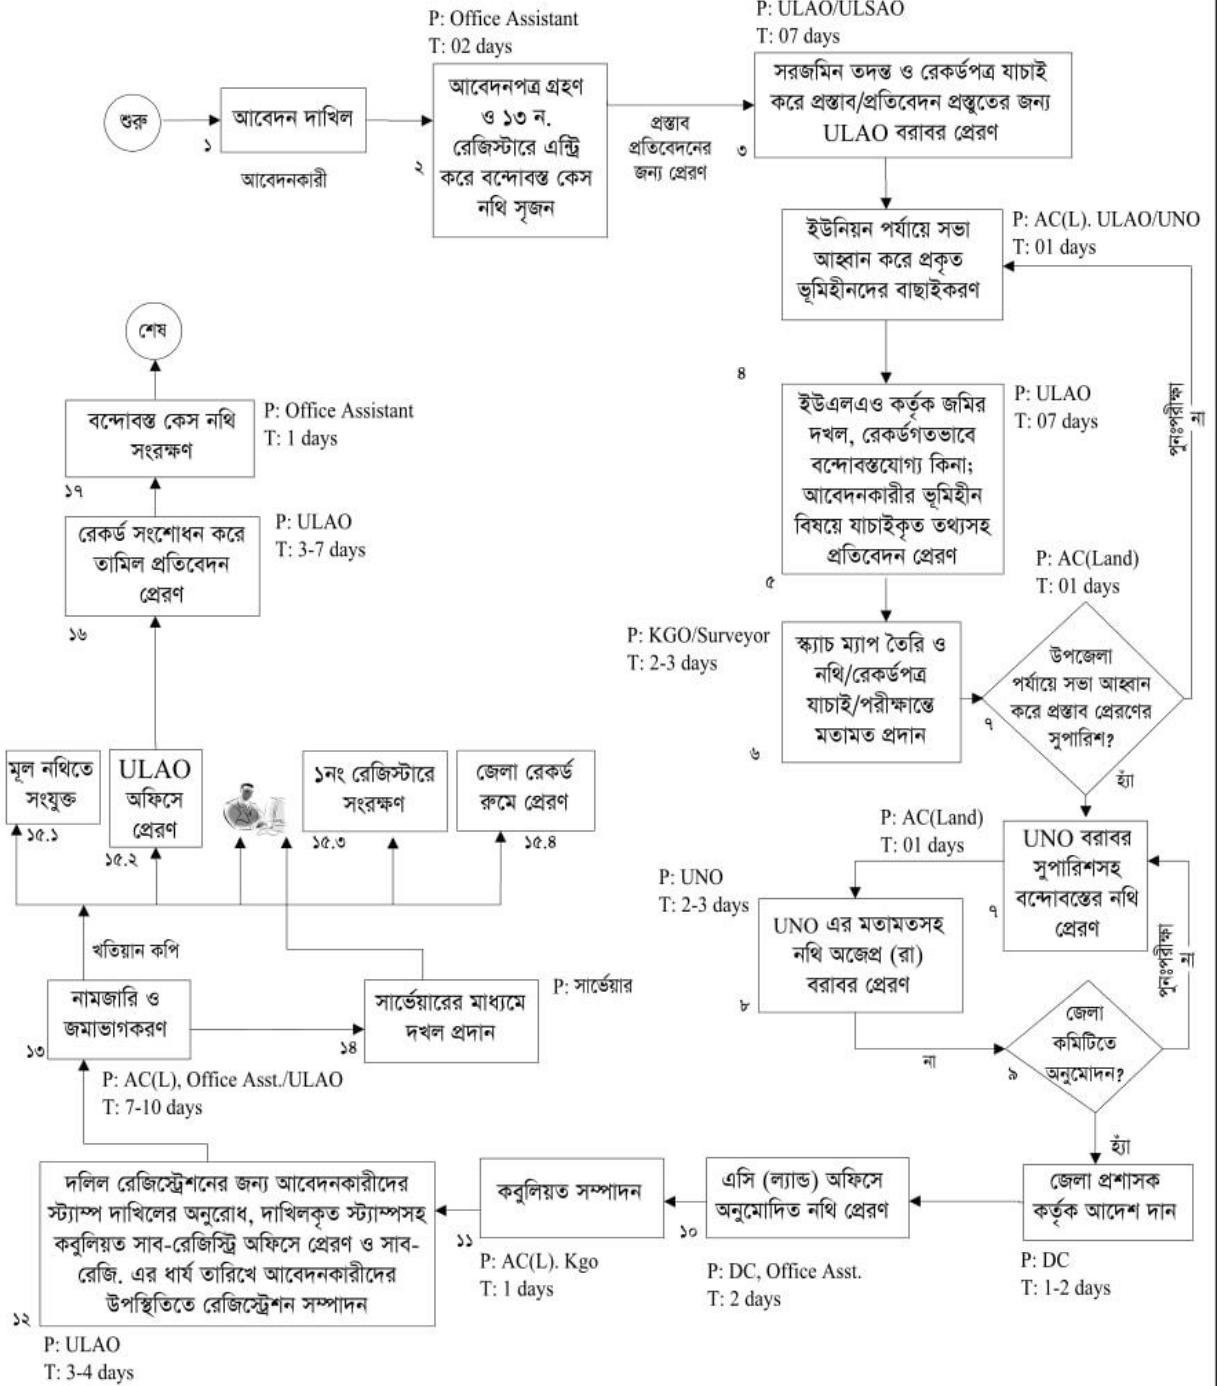 P: Office Assistant
T: 02 days
P: ULAO/ULSAO
T: 07 days
শুরু
আবেদন দাখিল
১
আবেদনকারী
আবেদনপত্র গ্রহণ
ও ১৩ ন.
রেজিস্টারে এন্ট্রি
করে বন্দোবস্ত কেস
নথি সৃজন
২
প্রস্তাব
প্রতিবেদনের
জন্য প্রেরণ
সরজমিন তদন্ত ও রেকর্ডপত্র যাচাই
করে প্রস্তাব/প্রতিবেদন প্রস্তুতের জন্য
ULAO বরাবর প্রেরণ
৩
ইউনিয়ন পর্যায়ে সভা
আহ্বান করে প্রকৃত
ভূমিহীনদের বাছাইকরণ
P: AC(L). ULAO/UNO
T: 01 days
৪
ইউএলএও কর্তৃক জমির
দখল, রেকর্ডগতভাবে
বন্দোবস্তযোগ্য কিনা;
আবেদনকারীর ভূমিহীন
বিষয়ে যাচাইকৃত তথ্যসহ
প্রতিবেদন প্রেরণ
P: ULAO
T: 07 days
৫
P: KGO/Surveyor
T: 2-3 days
স্ক্যাচ ম্যাপ তৈরি ও
নথি/রেকর্ডপত্র
যাচাই/পরীক্ষান্তে
মতামত প্রদান
৬
P: AC(Land)
T: 01 days
উপজেলা
পর্যায়ে সভা আহ্বান
করে প্রস্তাব প্রেরণের
সুপারিশ?
৭
না
পুনঃপরীক্ষা
হ্যাঁ
P: AC(Land)
T: 01 days
UNO বরাবর
সুপারিশসহ
বন্দোবস্তের নথি
প্রেরণ
৭
P: UNO
T: 2-3 days
UNO এর মতামতসহ
নথি অজেপ্র (রা)
বরাবর প্রেরণ
৮
না
জেলা
কমিটিতে
অনুমোদন?
৯
না
পুনঃপরীক্ষা
হ্যাঁ
জেলা প্রশাসক
কর্তৃক আদেশ দান
P: DC
T: 1-2 days
এসি (ল্যান্ড) অফিসে
অনুমোদিত নথি প্রেরণ
১০
P: DC, Office Asst.
T: 2 days
কবুলিয়ত সম্পাদন
১১
P: AC(L). Kgo
T: 1 days
দলিল রেজিস্ট্রেশনের জন্য আবেদনকারীদের
স্ট্যাম্প দাখিলের অনুরোধ, দাখিলকৃত স্ট্যাম্পসহ
কবুলিয়ত সাব-রেজিস্ট্রি অফিসে প্রেরণ ও সাব-
রেজি. এর ধার্য তারিখে আবেদনকারীদের
উপস্থিতিতে রেজিস্ট্রেশন সম্পাদন
১২
P: ULAO
T: 3-4 days
নামজারি ও
জমাভাগকরণ
১৩
P: AC(L), Office Asst./ULAO
T: 7-10 days
সার্ভেয়ারের মাধ্যমে
দখল প্রদান
১৪
P: সার্ভেয়ার
খতিয়ান কপি
মূল নথিতে
সংযুক্ত
১৫.১
ULAO
অফিসে
প্রেরণ
১৫.২
১নং রেজিস্টারে
সংরক্ষণ
১৫.৩
জেলা রেকর্ড
রুমে প্রেরণ
১৫.৪
রেকর্ড সংশোধন করে
তামিল প্রতিবেদন
প্রেরণ
১৬
P: ULAO
T: 3-7 days
বন্দোবস্ত কেস নথি
সংরক্ষণ
১৭
P: Office Assistant
T: 1 days
শেষ